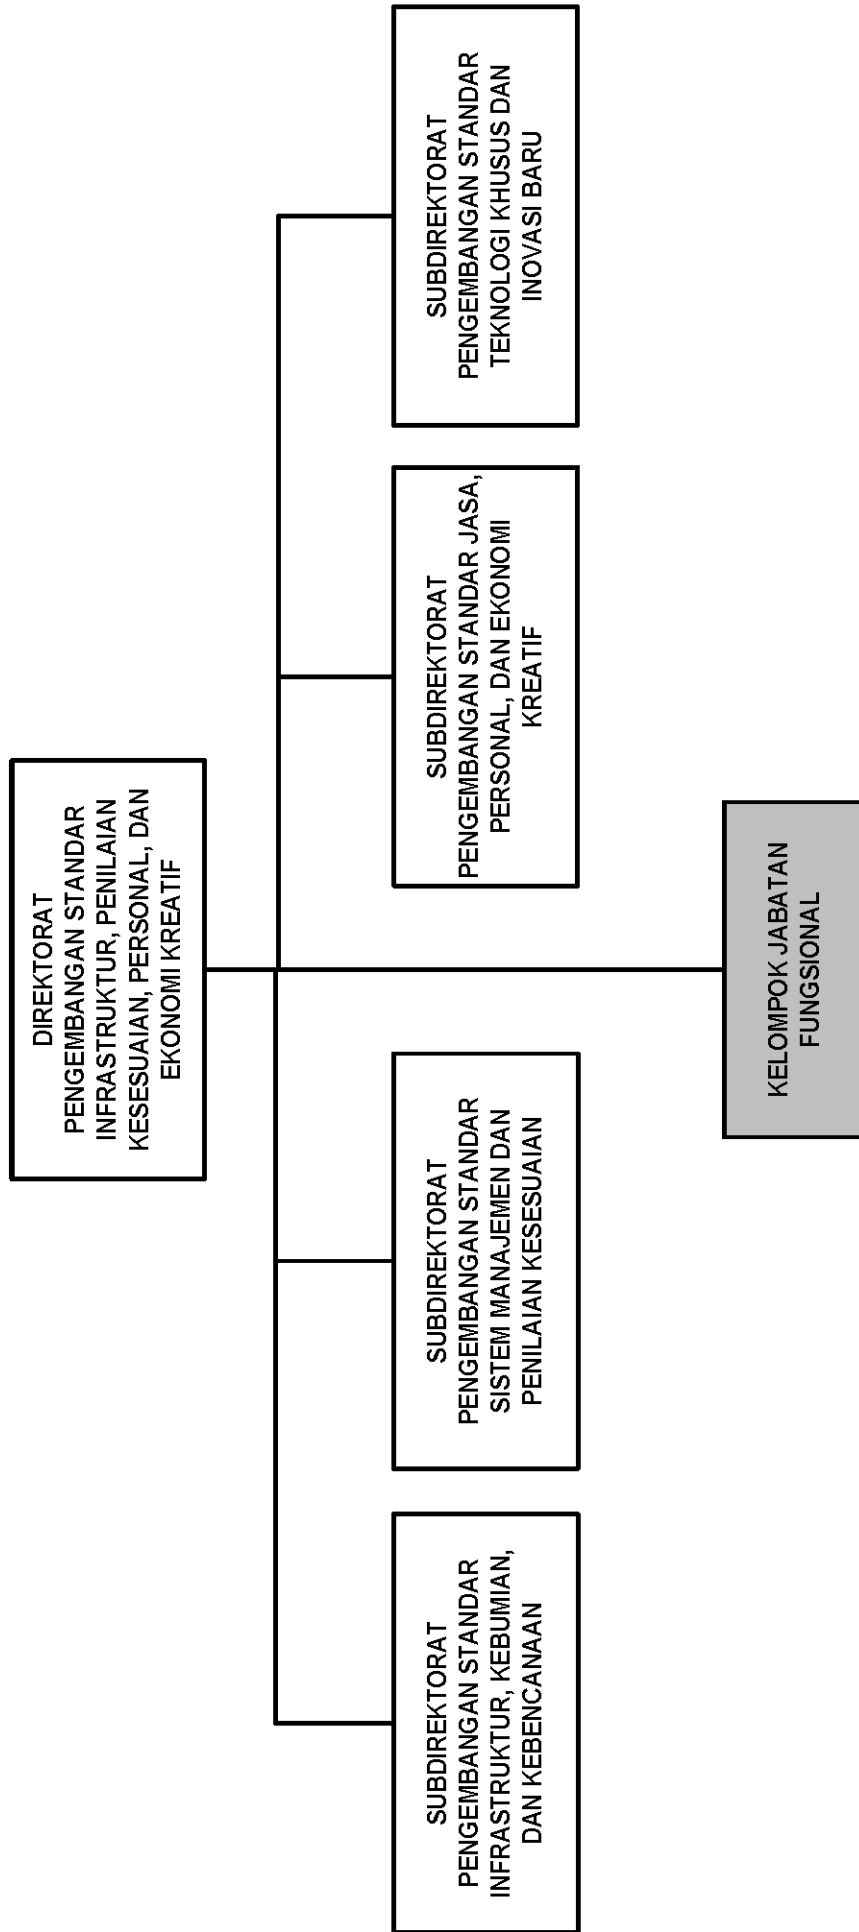 DIREKTORAT
PENGEMBANGAN STANDAR
INFRASTRUKTUR, PENILAIAN
KESESUAIAN, PERSONAL, DAN
EKONOMI KREATIF
SUBDIREKTORAT
PENGEMBANGAN STANDAR
INFRASTRUKTUR, KEBUMIAN,
DAN KEBENCANAAN
SUBDIREKTORAT
PENGEMBANGAN STANDAR
SISTEM MANAJEMEN DAN
PENILAIAN KESESUAIAN
SUBDIREKTORAT
PENGEMBANGAN STANDAR JASA,
PERSONAL, DAN EKONOMI
KREATIF
SUBDIREKTORAT
PENGEMBANGAN STANDAR
TEKNOLOGI KHUSUS DAN
INOVASI BARU
KELOMPOK JABATAN
FUNGSIONAL